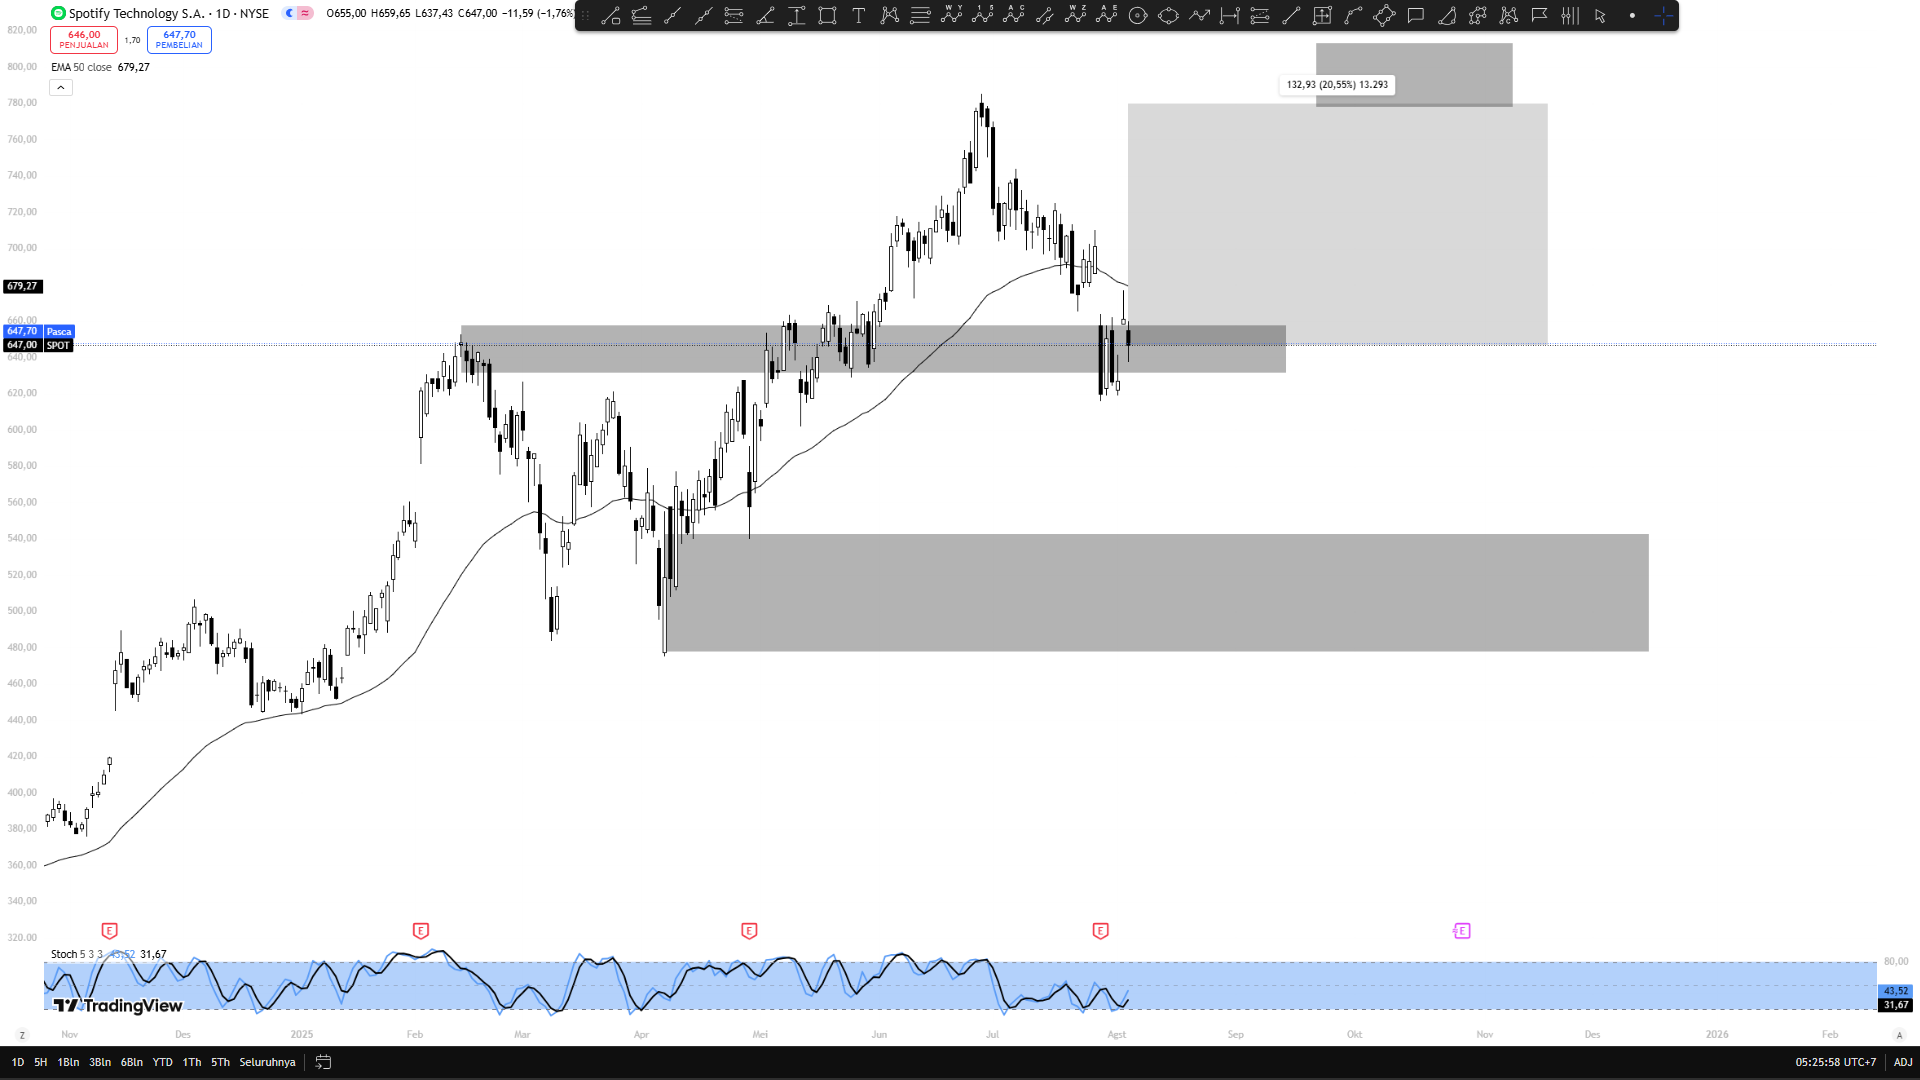 Spotify Technology S.A. · 1D · NYSE
O655,00 H659,65 L637,43 C647,00 −11,59 (−1,76%)
646,00
PENJUALAN
1,70
647,70
PEMBELIAN
EMA 50 close 679,27
132,93 (20,55%) 13.293
820,00
800,00
780,00
760,00
740,00
720,00
700,00
679,27
660,00
647,70 Pasca
647,00 SPOT
640,00
620,00
600,00
580,00
560,00
540,00
520,00
500,00
480,00
460,00
440,00
420,00
400,00
380,00
360,00
340,00
320,00
E E E E E
Stoch 5 3 3 43,52 31,67
80,00
43,52
31,67
TradingView
Z Nov Des 2025 Feb Mar Apr Mei Jun Jul Agst Sep Okt Nov Des 2026 Feb A
1D 5H 1Bln 3Bln 6Bln YTD 1Th 5Th Seluruhnya 05:25:58 UTC+7 ADJ